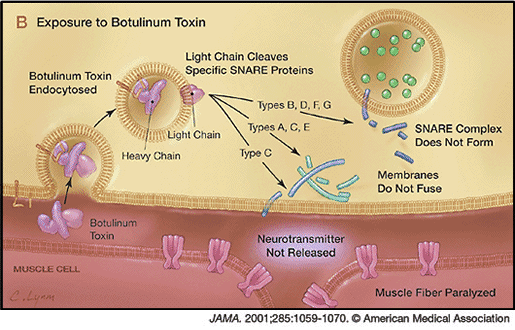 B Exposure to Botulinum Toxin
Light Chain Cleaves
Specific SNARE Proteins
Botulinum Toxin
Endocytosed
Types B, D, F, G
Light Chain
Types A, C, E
SNARE Complex
Does Not Form
Heavy Chain
Type C
Membranes
Do Not Fuse
Botulinum
Toxin
Neurotransmitter
Not Released
MUSCLE CELL
Muscle Fiber Paralyzed
C. Lynm
JAMA. 2001;285:1059-1070. © American Medical Association